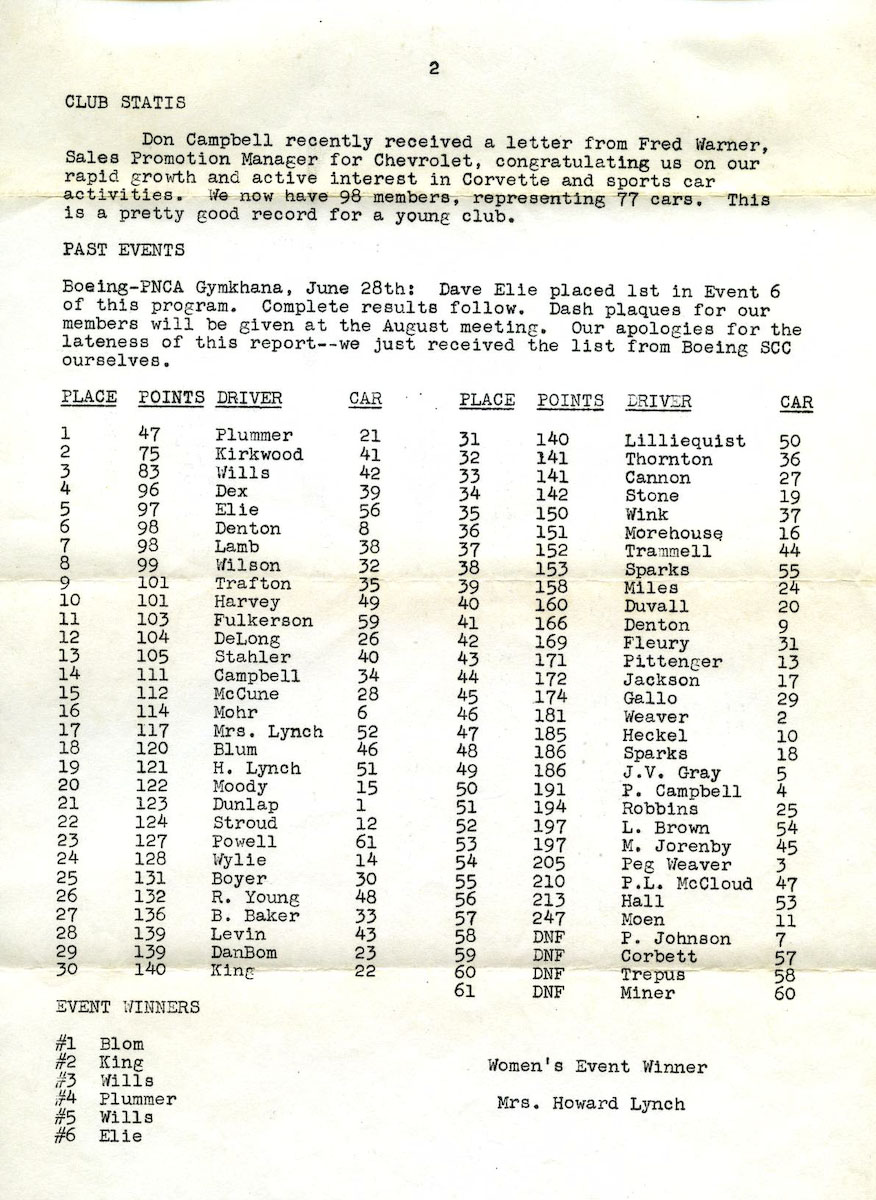 2
CLUB STATIS
Don Campbell recently received a letter from Fred Warner,
Sales Promotion Manager for Chevrolet, congratulating us on our
rapid growth and active interest in Corvette and sports car
activities. We now have 98 members, representing 77 cars. This
is a pretty good record for a young club.
PAST EVENTS
Boeing-PNCA Gymkhana, June 28th: Dave Elie placed 1st in Event 6
of this program. Complete results follow. Dash plaques for our
members will be given at the August meeting. Our apologies for the
lateness of this report--we just received the list from Boeing SCC
ourselves.
PLACE POINTS DRIVER CAR
1 47 Plummer 21
2 75 Kirkwood 41
3 83 Wills 42
4 96 Dex 39
5 97 Elie 56
6 98 Denton 8
7 98 Lamb 38
8 99 Wilson 32
9 101 Trafton 35
10 101 Harvey 49
11 103 Fulkerson 59
12 104 DeLong 26
13 105 Stahler 40
14 111 Campbell 34
15 112 McCune 28
16 114 Mohr 6
17 117 Mrs. Lynch 52
18 120 Blum 46
19 121 H. Lynch 51
20 122 Moody 15
21 123 Dunlap 1
22 124 Stroud 12
23 127 Powell 61
24 128 Wylie 14
25 131 Boyer 30
26 132 R. Young 48
27 136 B. Baker 33
28 139 Levin 43
29 139 DanBom 23
30 140 King 22
PLACE POINTS DRIVER CAR
31 140 Lilliequist 50
32 141 Thornton 36
33 141 Cannon 27
34 142 Stone 19
35 150 Wink 37
36 151 Morehouse 16
37 152 Trammell 44
38 153 Sparks 55
39 158 Miles 24
40 160 Duvall 20
41 166 Denton 9
42 169 Fleury 31
43 171 Pittenger 13
44 172 Jackson 17
45 174 Gallo 29
46 181 Weaver 2
47 185 Heckel 10
48 186 Sparks 18
49 186 J.V. Gray 5
50 191 P. Campbell 4
51 194 Robbins 25
52 197 L. Brown 54
53 197 M. Jorenby 45
54 205 Peg Weaver 3
55 210 P.L. McCloud 47
56 213 Hall 53
57 247 Moen 11
58 DNF P. Johnson 7
59 DNF Corbett 57
60 DNF Trepus 58
61 DNF Miner 60
EVENT WINNERS
#1 Blom
#2 King
#3 Wills
#4 Plummer
#5 Wills
#6 Elie
Women's Event Winner
Mrs. Howard Lynch